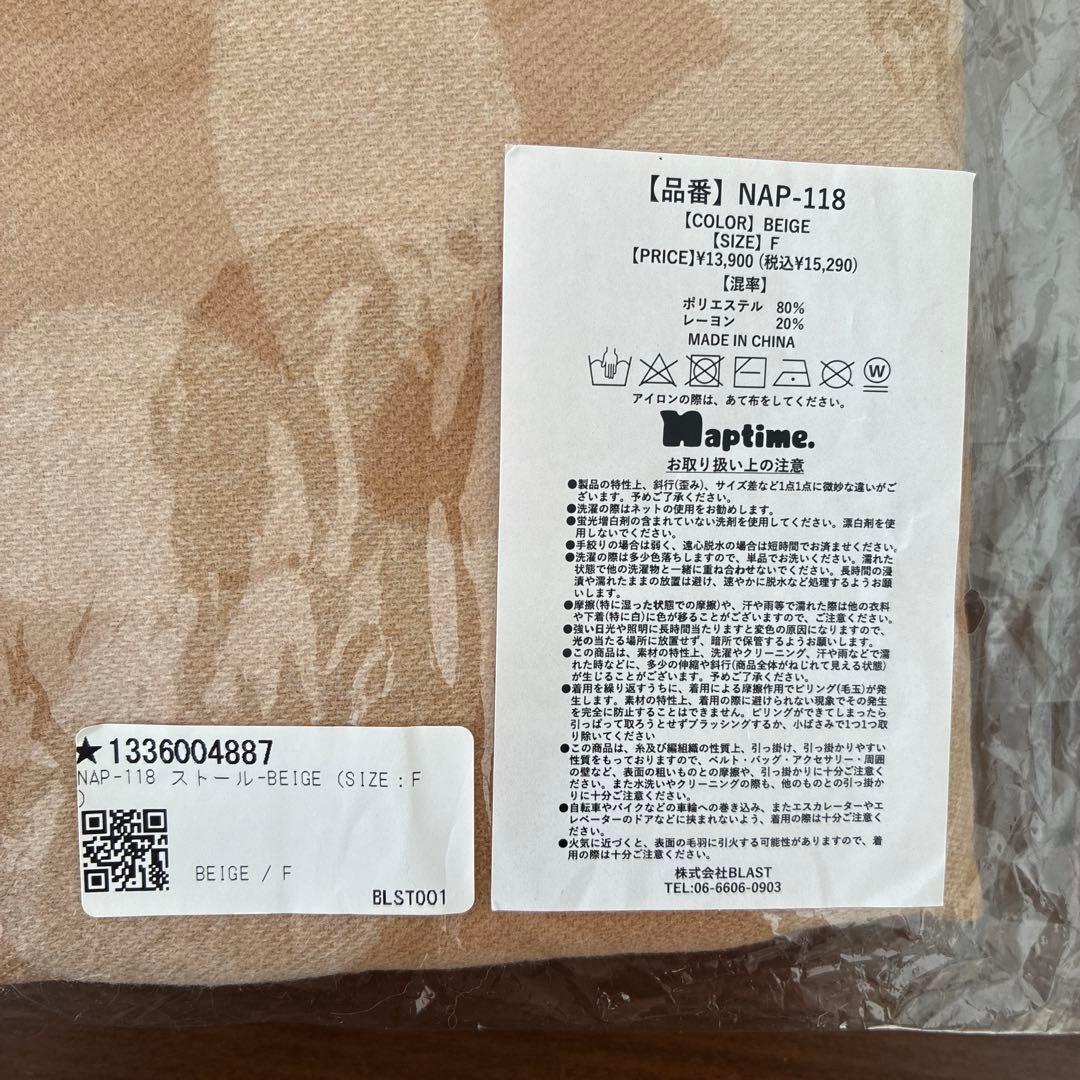 【品番】NAP-118
【COLOR】BEIGE
【SIZE】F
【PRICE】¥13,900 (税込¥15,290)
【混率】
ポリエステル 80%
レーヨン 20%
MADE IN CHINA
W
アイロンの際は、あて布をしてください。
Naptime.
お取り扱い上の注意
●製品の特性上、斜行(歪み)、サイズ差など1点1点に微妙な違いがご
ざいます。予めご了承ください。
●洗濯の際はネットの使用をお勧めします。
●蛍光増白剤の含まれていない洗剤を使用してください。漂白剤を使
用しないでください。
●手絞りの場合は弱く、遠心脱水の場合は短時間でお済ませください。
●洗濯の際は多少色落ちしますので、単品でお洗いください。濡れた
状態で他の洗濯物と一緒に重ね合わせないでください。長時間の浸
漬や濡れたままの放置は避け、速やかに脱水など処理するようお願
いします。
●摩擦(特に湿った状態での摩擦)や、汗や雨等で濡れた際は他の衣料
や下着(特に白)に色が移ることがございますので、ご注意ください。
●強い日光や照明に長時間当たりますと変色の原因になりますので、
光の当たる場所に放置せず、暗所で保管するようお願いします。
●この商品は、素材の特性上、洗濯やクリーニング、汗や雨などで濡
れた時などに、多少の伸縮や斜行(商品全体がねじれて見える状態)
が生じることがございます。予めご了承ください。
●着用を繰り返すうちに、着用による摩擦作用でピリング(毛玉)が発
生します。素材の特性上、着用の際に避けられない現象でその発生
を完全に防止することはできません。ピリングができてしまったら
引っぱって取ろうとせずブラッシングするか、小ばさみで1つ1つ取
り除いてください
●この商品は、糸及び編組織の性質上、引っ掛け、引っ掛かりやすい
性質をもっておりますので、ベルト・バッグ・アクセサリー・周囲
の壁など、表面の粗いものとの摩擦や、引っ掛かりに十分ご注意く
ださい。また水洗いやクリーニングの際も、他のものとの引っ掛か
りに十分ご注意ください。
●自転車やバイクなどの車輪への巻き込み、またエスカレーターやエ
レベーターのドアなどに挟まれないよう、着用の際は十分ご注意く
ださい。
●火気に近づくと、表面の毛羽に引火する可能性がありますので、着
用の際は十分ご注意ください。
株式会社BLAST
TEL:06-6606-0903
★1336004887
NAP-118 ストール-BEIGE (SIZE：F
)
BEIGE / F
BLST001